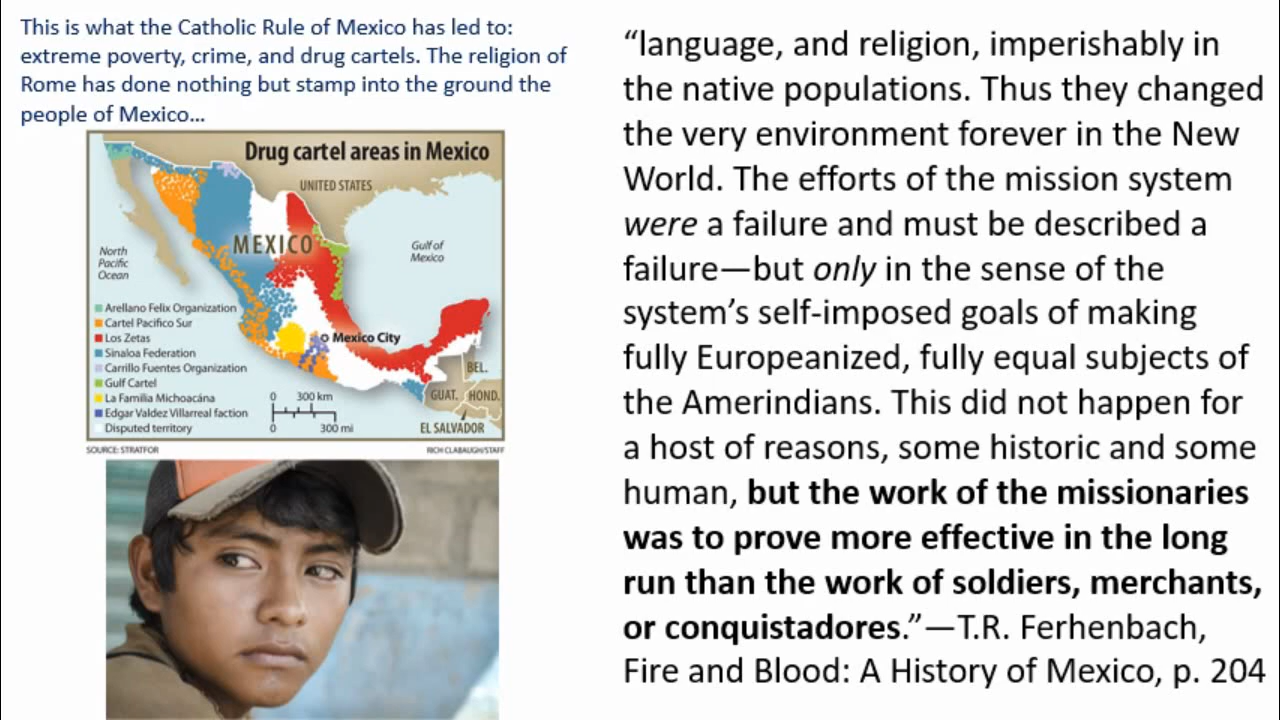 This is what the Catholic Rule of Mexico has led to:
extreme poverty, crime, and drug cartels. The religion of
Rome has done nothing but stamp into the ground the
people of Mexico…
Drug cartel areas in Mexico
UNITED STATES
MEXICO
North
Pacific
Ocean
Gulf of
Mexico
Arellano Felix Organization
Cartel Pacifico Sur
Los Zetas
Sinaloa Federation
Carrillo Fuentes Organization
Gulf Cartel
La Familia Michoacána
Edgar Valdez Villarreal faction
Disputed territory
Mexico City
BEL.
GUAT.
HOND.
EL SALVADOR
0 300 km
0 300 mi
SOURCE: STRATFOR
RICH CLABAUGH/STAFF
“language, and religion, imperishably in
the native populations. Thus they changed
the very environment forever in the New
World. The efforts of the mission system
were a failure and must be described a
failure—but only in the sense of the
system’s self-imposed goals of making
fully Europeanized, fully equal subjects of
the Amerindians. This did not happen for
a host of reasons, some historic and some
human, but the work of the missionaries
was to prove more effective in the long
run than the work of soldiers, merchants,
or conquistadores.”—T.R. Ferhenbach,
Fire and Blood: A History of Mexico, p. 204